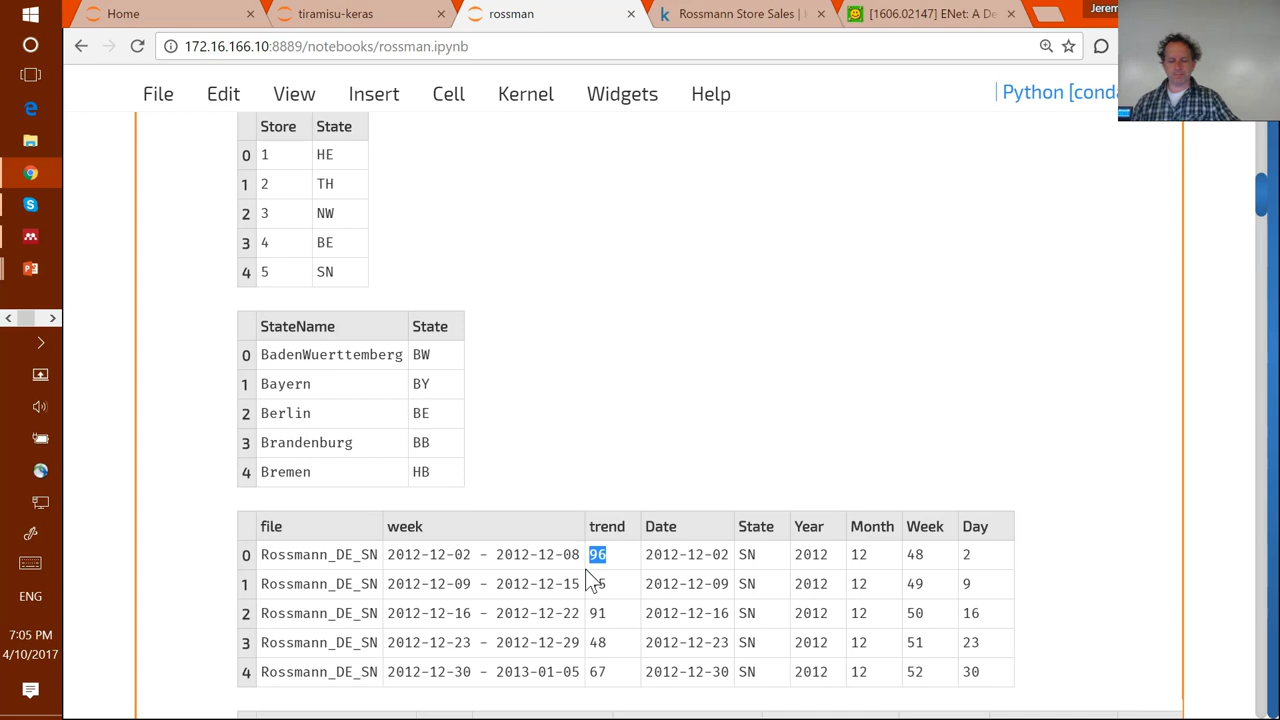 Home
tiramisu-keras
rossman
Rossmann Store Sales |
[1606.02147] ENet: A De
Jerem
172.16.166.10:8889/notebooks/rossman.ipynb
File Edit View Insert Cell Kernel Widgets Help
Python [conda
Store State
0 1 HE
1 2 TH
2 3 NW
3 4 BE
4 5 SN
StateName State
0 BadenWuerttemberg BW
1 Bayern BY
2 Berlin BE
3 Brandenburg BB
4 Bremen HB
file week trend Date State Year Month Week Day
0 Rossmann_DE_SN 2012-12-02 - 2012-12-08 96 2012-12-02 SN 2012 12 48 2
1 Rossmann_DE_SN 2012-12-09 - 2012-12-15 2012-12-09 SN 2012 12 49 9
2 Rossmann_DE_SN 2012-12-16 - 2012-12-22 91 2012-12-16 SN 2012 12 50 16
3 Rossmann_DE_SN 2012-12-23 - 2012-12-29 48 2012-12-23 SN 2012 12 51 23
4 Rossmann_DE_SN 2012-12-30 - 2013-01-05 67 2012-12-30 SN 2012 12 52 30
ENG
7:05 PM
4/10/2017